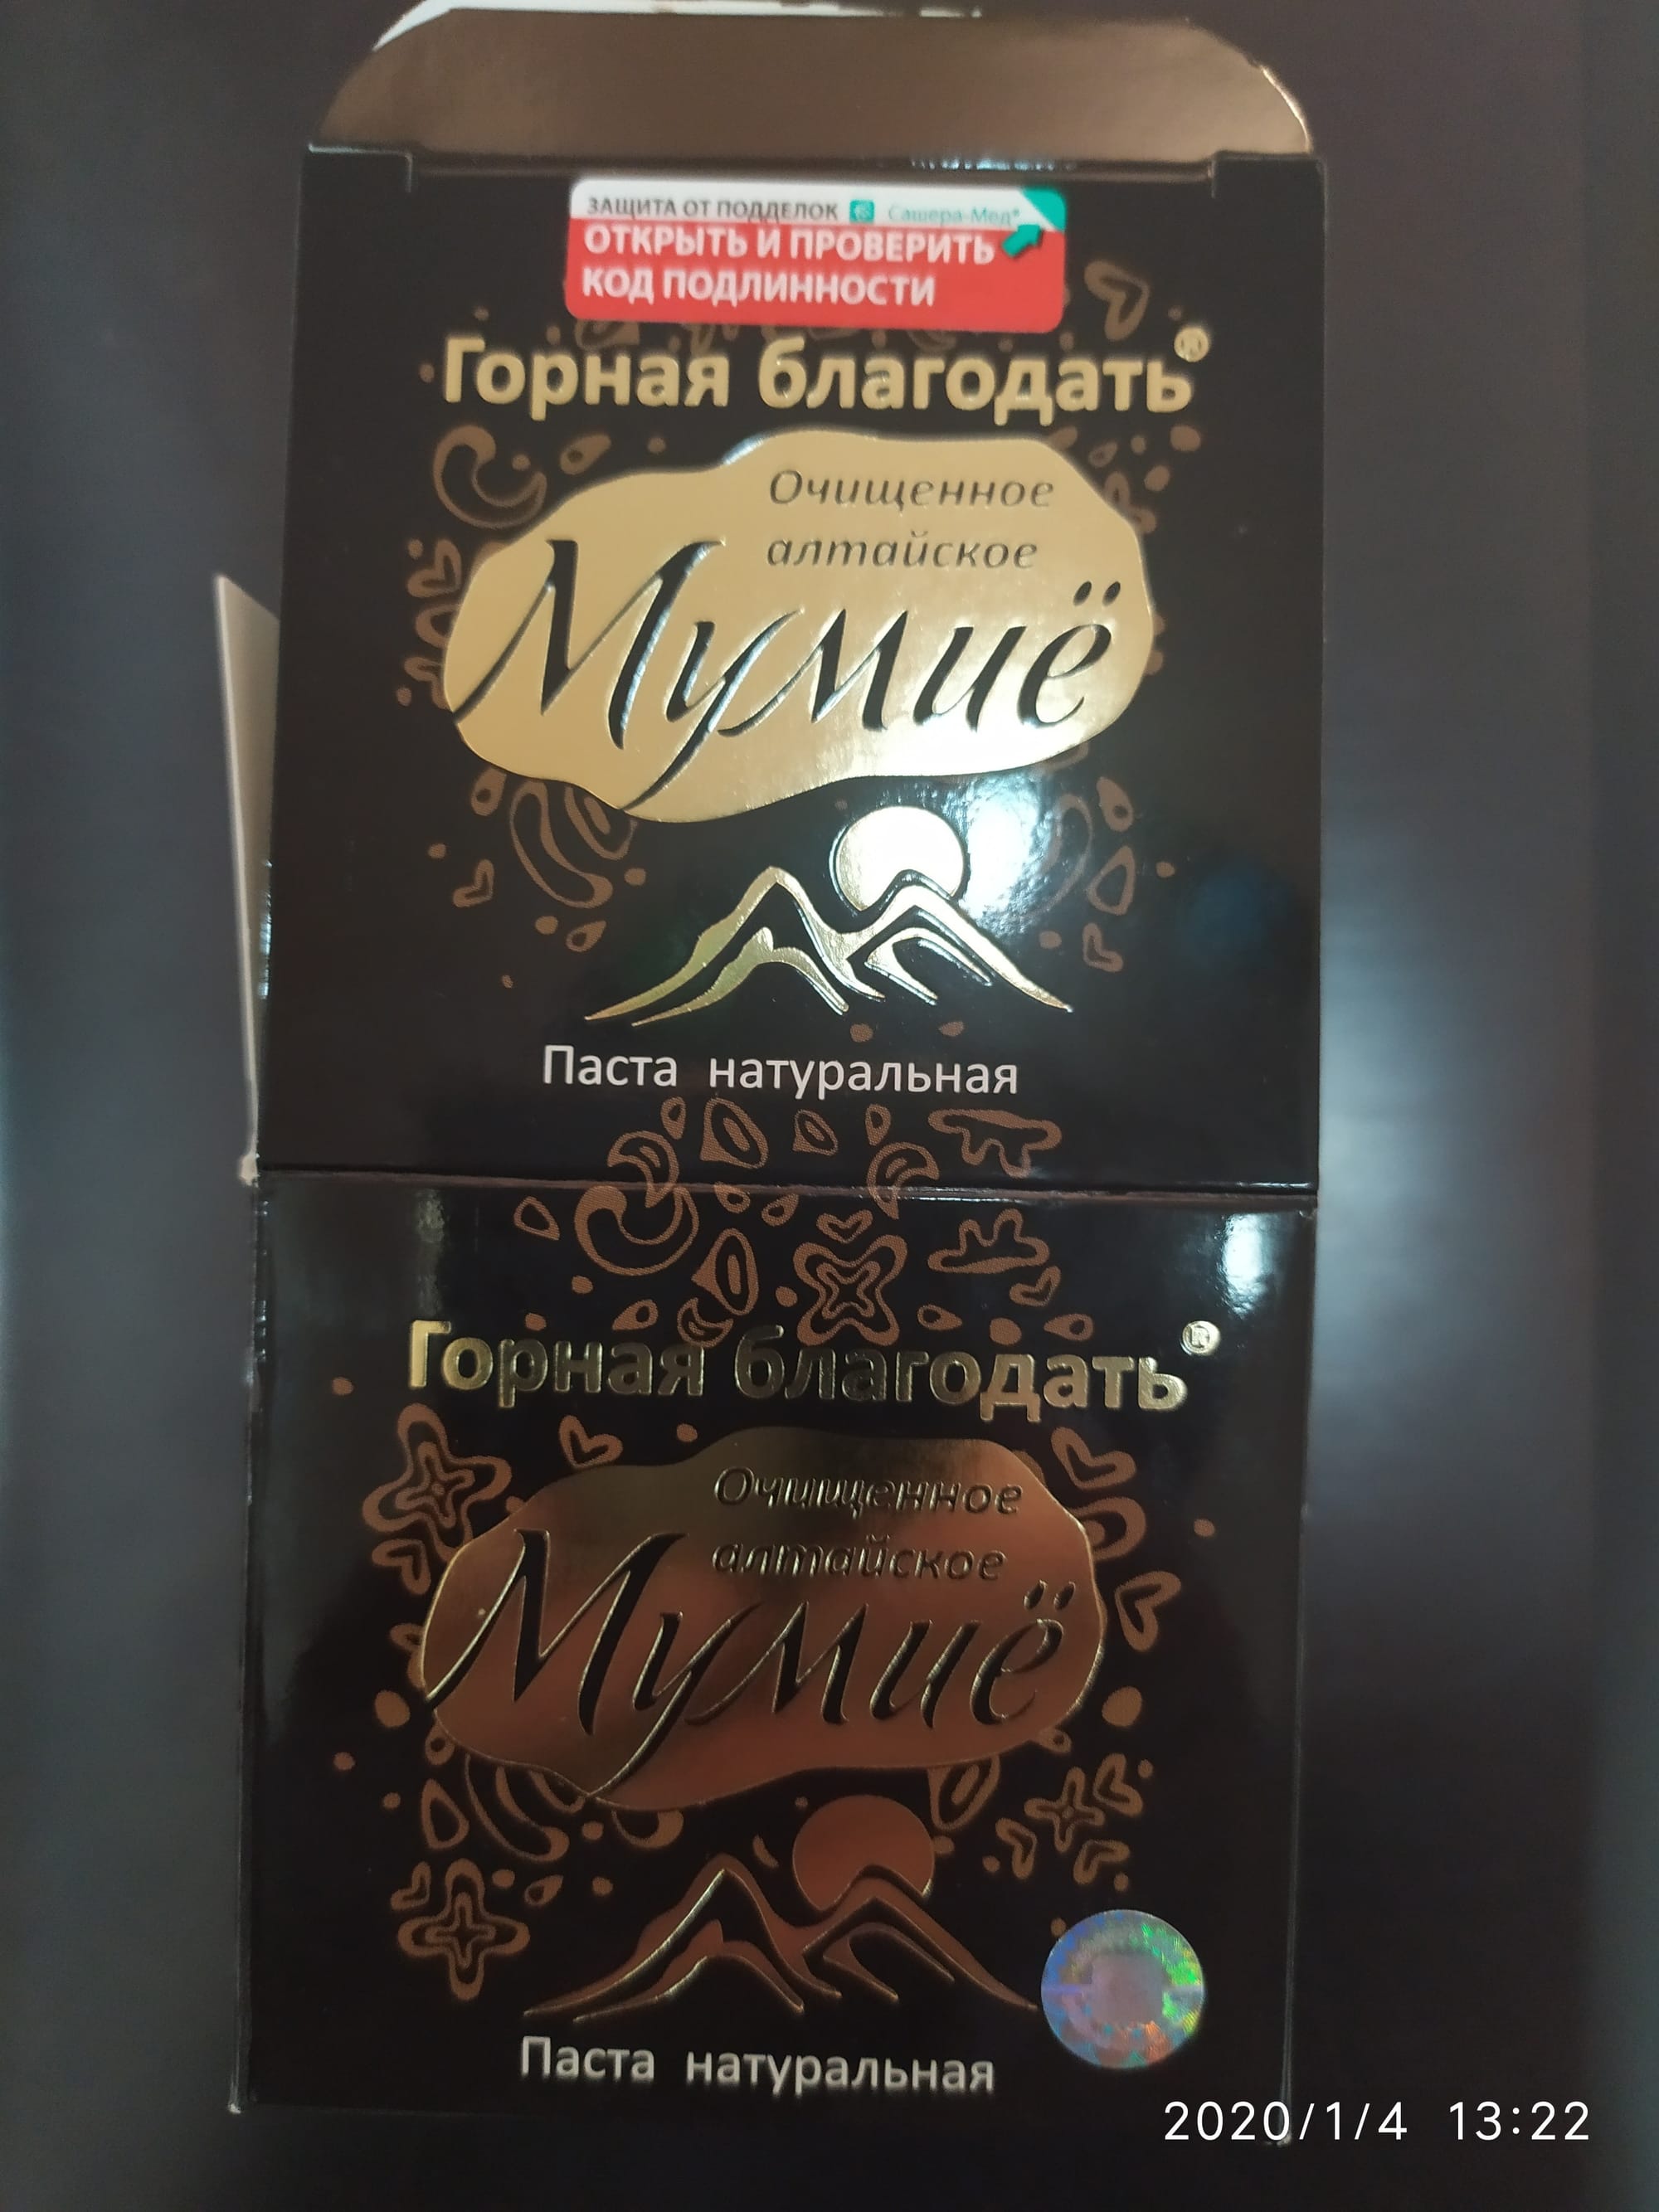 ЗАЩИТА ОТ ПОДДЕЛОК Сашера-Мед®
ОТКРЫТЬ И ПРОВЕРИТЬ
КОД ПОДЛИННОСТИ
Горная благодать®
Очищенное
алтайское
Мумиё
Паста натуральная
Горная благодать®
Очищенное
алтайское
Мумиё
Паста натуральная
2020/1/4 13:22